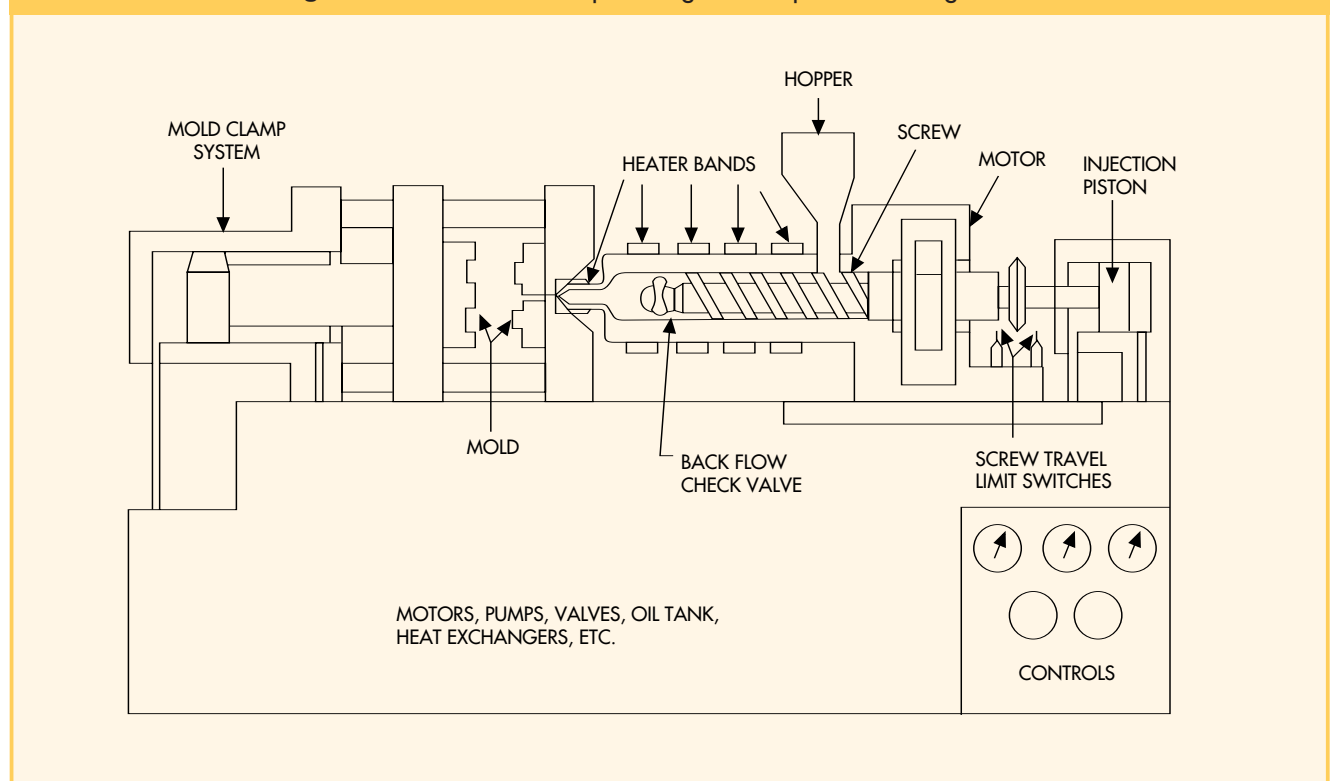 HOPPER
MOLD CLAMP
SYSTEM
HEATER BANDS
SCREW
MOTOR
INJECTION
PISTON
MOLD
BACK FLOW
CHECK VALVE
SCREW TRAVEL
LIMIT SWITCHES
MOTORS, PUMPS, VALVES, OIL TANK,
HEAT EXCHANGERS, ETC.
CONTROLS